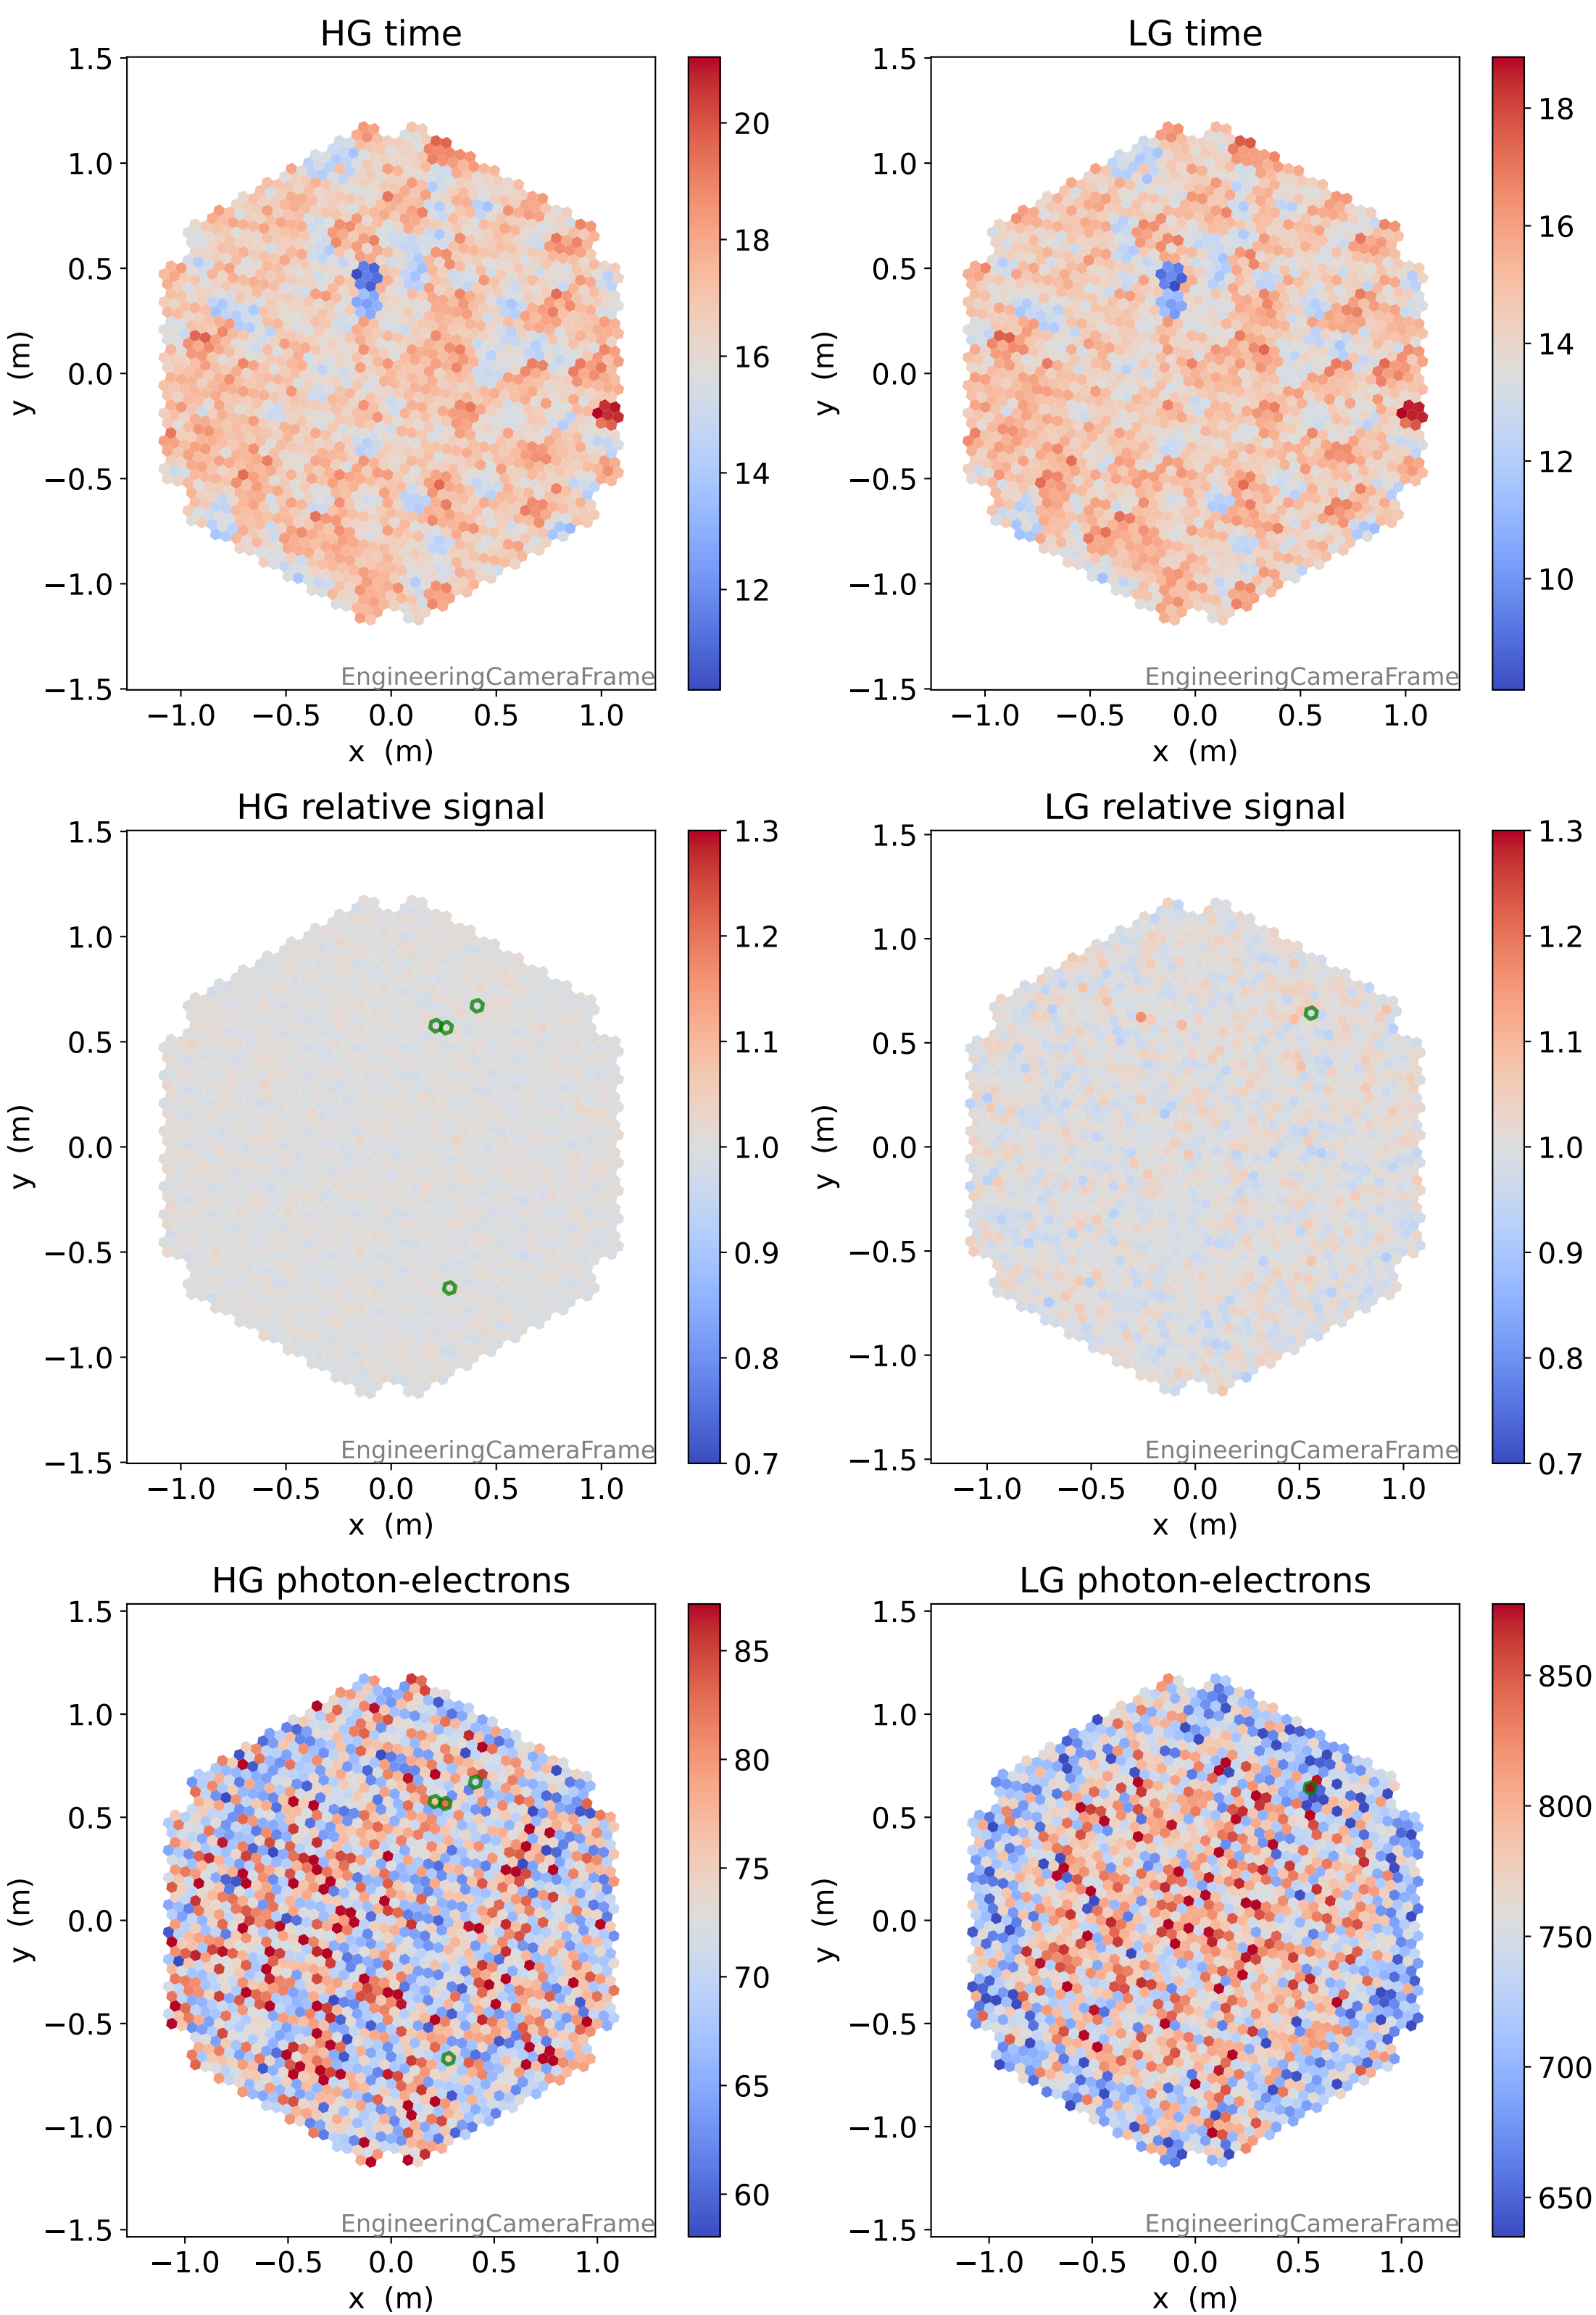 HG time
1.5
1.0
0.5
0.0
−0.5
−1.0
−1.5
y (m)
−1.0 −0.5 0.0 0.5 1.0
x (m)
EngineeringCameraFrame
20
18
16
14
12
LG time
1.5
1.0
0.5
0.0
−0.5
−1.0
−1.5
y (m)
−1.0 −0.5 0.0 0.5 1.0
x (m)
EngineeringCameraFrame
18
16
14
12
10
HG relative signal
1.5
1.0
0.5
0.0
−0.5
−1.0
−1.5
y (m)
−1.0 −0.5 0.0 0.5 1.0
x (m)
EngineeringCameraFrame
1.3
1.2
1.1
1.0
0.9
0.8
0.7
LG relative signal
1.5
1.0
0.5
0.0
−0.5
−1.0
−1.5
y (m)
−1.0 −0.5 0.0 0.5 1.0
x (m)
EngineeringCameraFrame
1.3
1.2
1.1
1.0
0.9
0.8
0.7
HG photon-electrons
1.5
1.0
0.5
0.0
−0.5
−1.0
−1.5
y (m)
−1.0 −0.5 0.0 0.5 1.0
x (m)
EngineeringCameraFrame
85
80
75
70
65
60
LG photon-electrons
1.5
1.0
0.5
0.0
−0.5
−1.0
−1.5
y (m)
−1.0 −0.5 0.0 0.5 1.0
x (m)
EngineeringCameraFrame
850
800
750
700
650